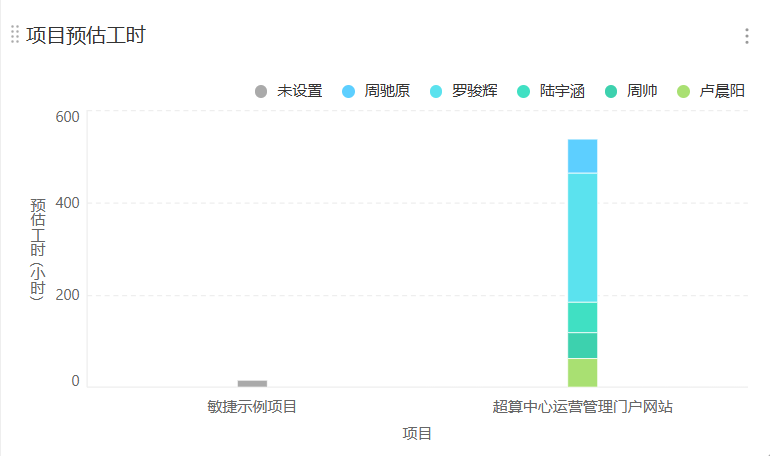 项目预估工时
未设置 周驰原 罗骏辉 陆宇涵 周帅 卢晨阳
600
400
200
0
预估工时(小时)
敏捷示例项目 超算中心运营管理门户网站
项目